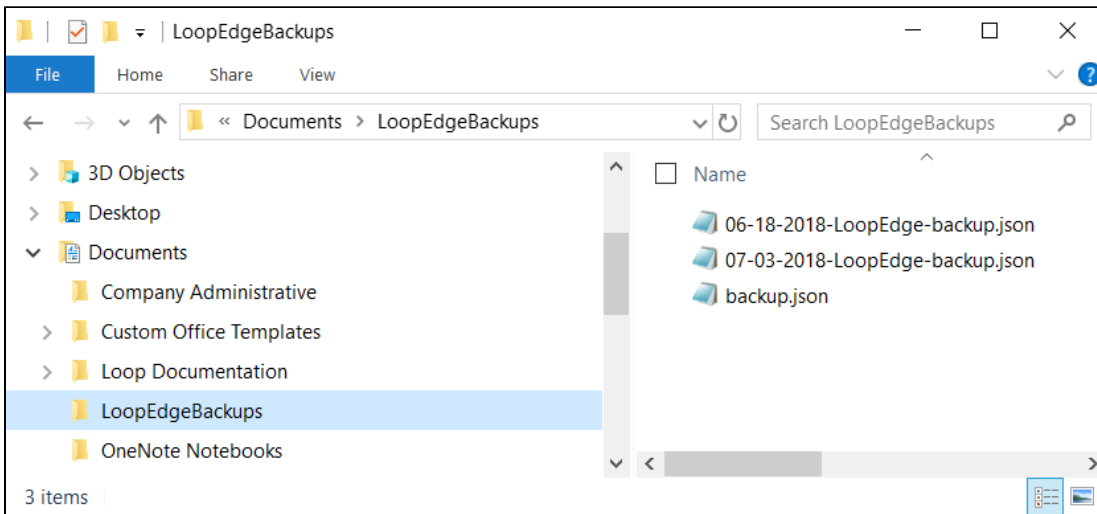 LoopEdgeBackups
File Home Share View ?
« Documents > LoopEdgeBackups Search LoopEdgeBackups
3D Objects
Desktop
Documents
Company Administrative
Custom Office Templates
Loop Documentation
LoopEdgeBackups
OneNote Notebooks
Name
06-18-2018-LoopEdge-backup.json
07-03-2018-LoopEdge-backup.json
backup.json
3 items